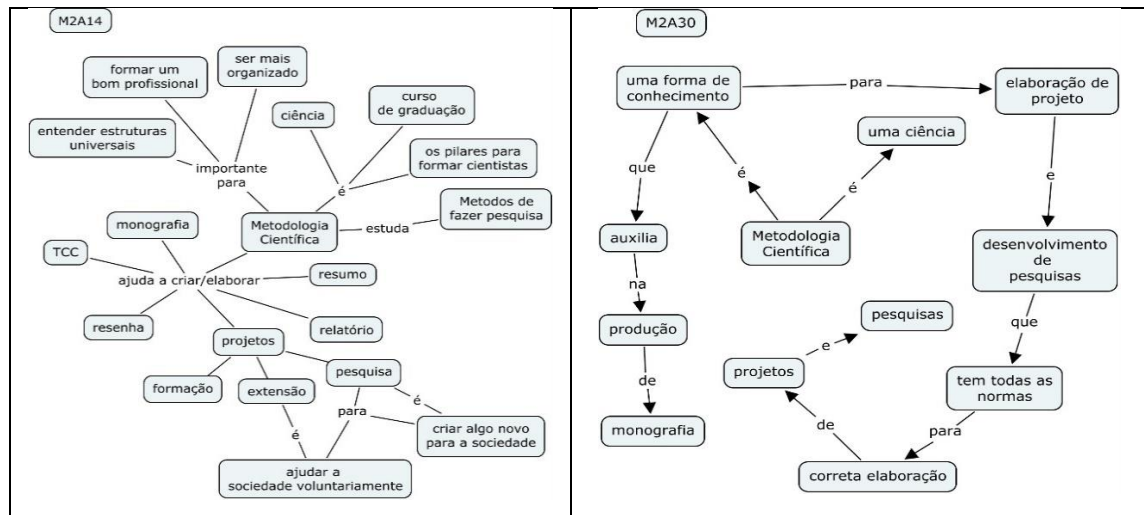 M2A14
formar um
bom profissional
ser mais
organizado
ciência
curso
de graduação
entender estruturas
universais
importante
para
é
os pilares para
formar cientistas
Metodologia
Científica
estuda
Metodos de
fazer pesquisa
monografia
TCC
ajuda a criar/elaborar
resumo
resenha
relatório
projetos
formação
extensão
pesquisa
é
para
é
criar algo novo
para a sociedade
ajudar a
sociedade voluntariamente
M2A30
uma forma de
conhecimento
para
elaboração de
projeto
uma ciência
que
é
é
e
auxilia
Metodologia
Científica
desenvolvimento
de
pesquisas
na
produção
pesquisas
que
e
projetos
de
tem todas as
normas
monografia
de
para
correta elaboração